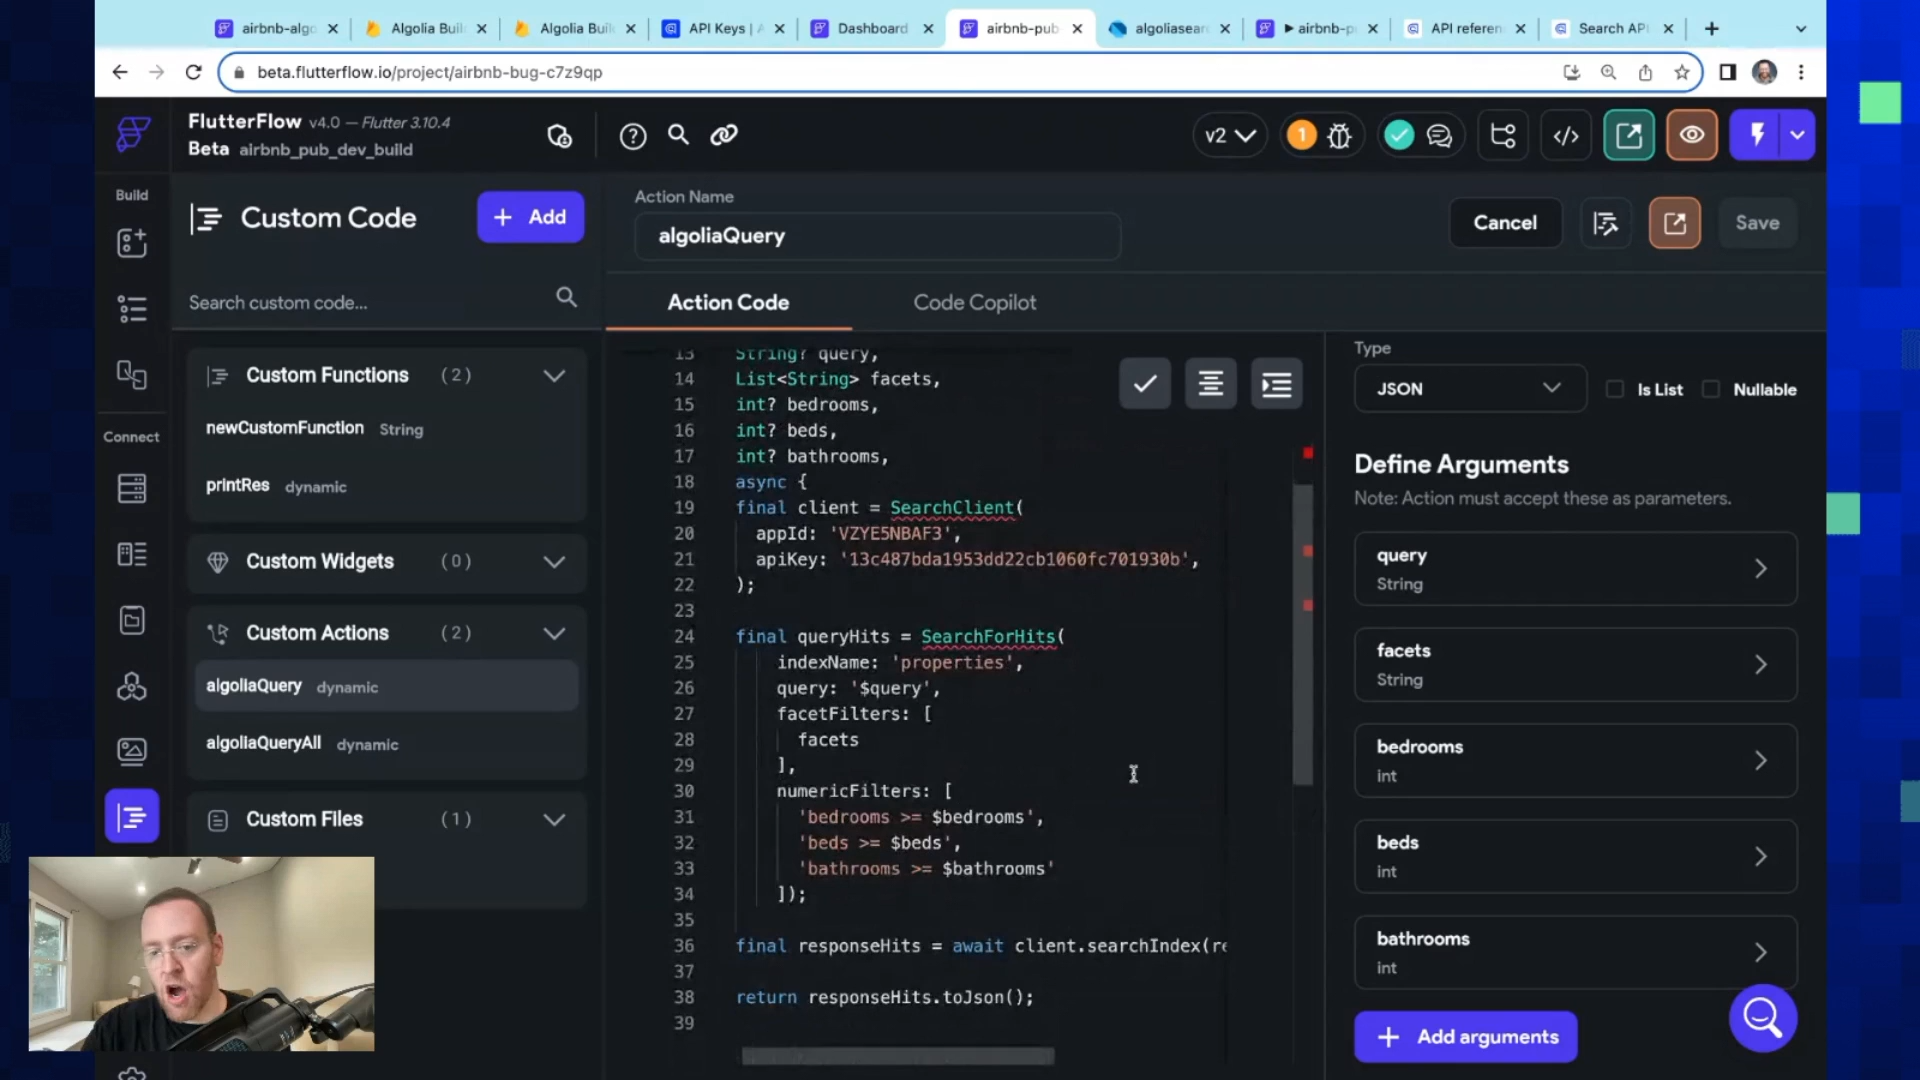 airbnb-algo
Algolia Buil
Algolia Buil
API Keys | A
Dashboard
airbnb-pub
algoliasear
▶ airbnb-p
API referen
Search API
beta.flutterflow.io/project/airbnb-bug-c7z9qp
FlutterFlow v4.0 — Flutter 3.10.4
Beta airbnb_pub_dev_build
v2
1
Build
Connect
Custom Code
+ Add
Search custom code...
Custom Functions (2)
newCustomFunction String
printRes dynamic
Custom Widgets (0)
Custom Actions (2)
algoliaQuery dynamic
algoliaQueryAll dynamic
Custom Files (1)
Action Name
algoliaQuery
Cancel
Save
Action Code
Code Copilot
13 String? query,
14 List<String> facets,
15 int? bedrooms,
16 int? beds,
17 int? bathrooms,
18 async {
19 final client = SearchClient(
20 appId: 'VZYE5NBAF3',
21 apiKey: '13c487bda1953dd22cb1060fc701930b',
22 );
23
24 final queryHits = SearchForHits(
25 indexName: 'properties',
26 query: '$query',
27 facetFilters: [
28 facets
29 ],
30 numericFilters: [
31 'bedrooms >= $bedrooms',
32 'beds >= $beds',
33 'bathrooms >= $bathrooms'
34 ]);
35
36 final responseHits = await client.searchIndex(re
37
38 return responseHits.toJson();
39
Type
JSON
Is List
Nullable
Define Arguments
Note: Action must accept these as parameters.
query
String
facets
String
bedrooms
int
beds
int
bathrooms
int
+ Add arguments